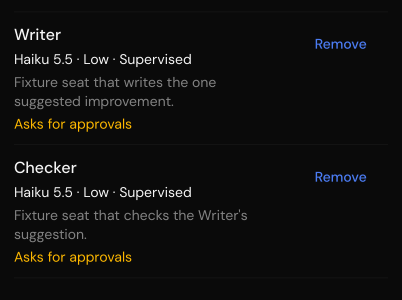 Writer
Remove
Haiku 5.5 · Low · Supervised
Fixture seat that writes the one
suggested improvement.
Asks for approvals
Checker
Remove
Haiku 5.5 · Low · Supervised
Fixture seat that checks the Writer's
suggestion.
Asks for approvals